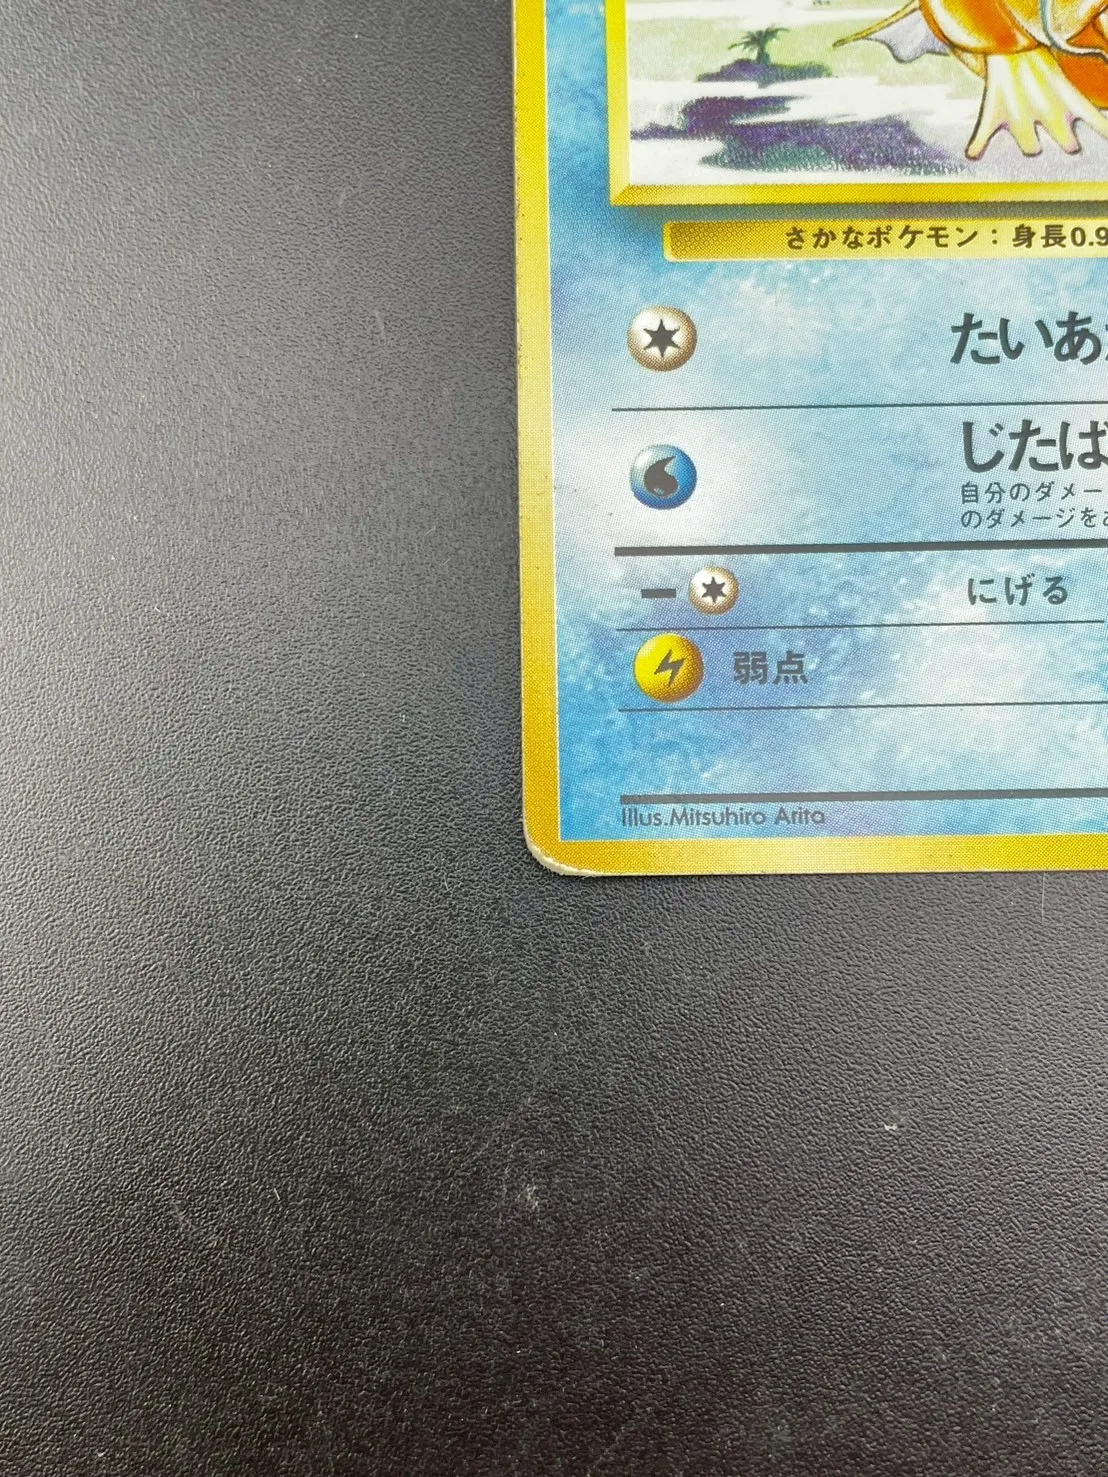 さかなポケモン：身長0.9
たいあ
じたば
自分のダメー
のダメージを
にげる
弱点
Illus.Mitsuhiro Arita